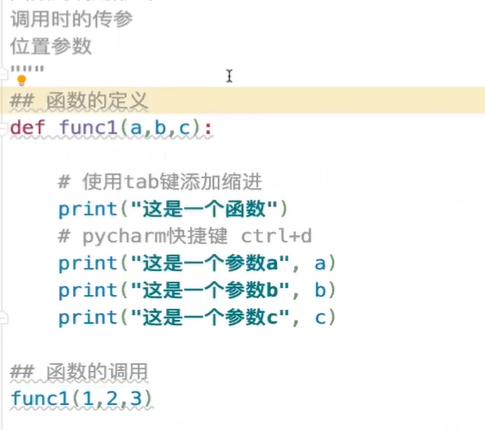 调用时的传参
位置参数
"""
## 函数的定义
def func1(a,b,c):
# 使用tab键添加缩进
print("这是一个函数")
# pycharm快捷键 ctrl+d
print("这是一个参数a", a)
print("这是一个参数b", b)
print("这是一个参数c", c)
## 函数的调用
func1(1,2,3)